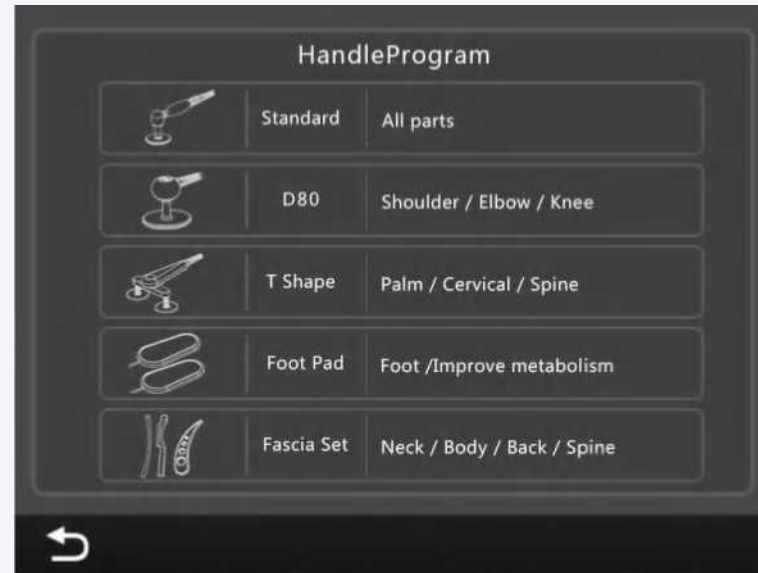 HandleProgram
Standard All parts
D80 Shoulder / Elbow / Knee
T Shape Palm / Cervical / Spine
Foot Pad Foot /Improve metabolism
Fascia Set Neck / Body / Back / Spine